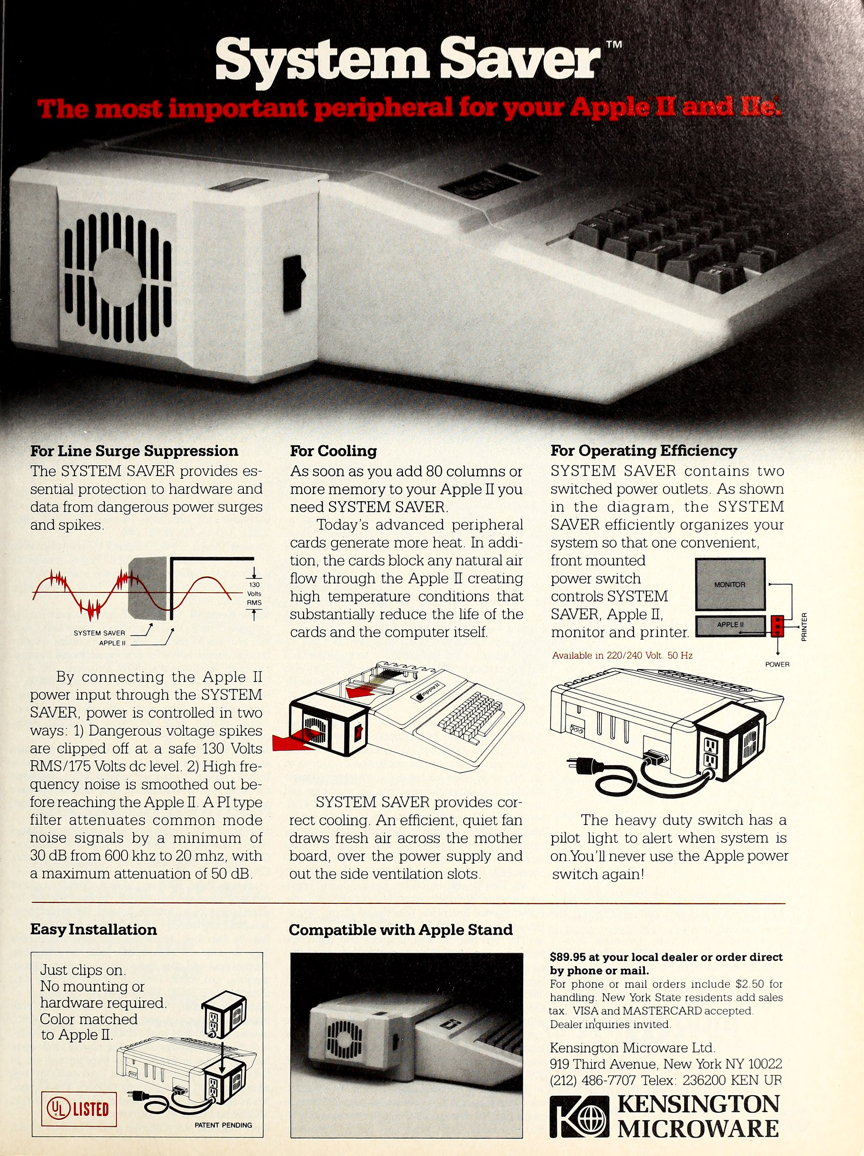 System Saver™
The most important peripheral for your Apple II and IIe.
For Line Surge Suppression
The SYSTEM SAVER provides es-
sential protection to hardware and
data from dangerous power surges
and spikes.
130
Volts
RMS
SYSTEM SAVER
APPLE II
By connecting the Apple II
power input through the SYSTEM
SAVER, power is controlled in two
ways: 1) Dangerous voltage spikes
are clipped off at a safe 130 Volts
RMS/175 Volts dc level. 2) High fre-
quency noise is smoothed out be-
fore reaching the Apple II. A PI type
filter attenuates common mode
noise signals by a minimum of
30 dB from 600 khz to 20 mhz, with
a maximum attenuation of 50 dB.
For Cooling
As soon as you add 80 columns or
more memory to your Apple II you
need SYSTEM SAVER.
Today's advanced peripheral
cards generate more heat. In addi-
tion, the cards block any natural air
flow through the Apple II creating
high temperature conditions that
substantially reduce the life of the
cards and the computer itself.
SYSTEM SAVER provides cor-
rect cooling. An efficient, quiet fan
draws fresh air across the mother
board, over the power supply and
out the side ventilation slots.
For Operating Efficiency
SYSTEM SAVER contains two
switched power outlets. As shown
in the diagram, the SYSTEM
SAVER efficiently organizes your
system so that one convenient,
front mounted
power switch
controls SYSTEM
SAVER, Apple II,
monitor and printer.
MONITOR
APPLE II
PRINTER
POWER
Available in 220/240 Volt. 50 Hz
The heavy duty switch has a
pilot light to alert when system is
on.You'll never use the Apple power
switch again!
Easy Installation
Just clips on.
No mounting or
hardware required.
Color matched
to Apple II.
UL LISTED
PATENT PENDING
Compatible with Apple Stand
$89.95 at your local dealer or order direct
by phone or mail.
For phone or mail orders include $2.50 for
handling. New York State residents add sales
tax. VISA and MASTERCARD accepted.
Dealer inquiries invited.
Kensington Microware Ltd.
919 Third Avenue, New York NY 10022
(212) 486-7707 Telex: 236200 KEN UR
KENSINGTON
MICROWARE